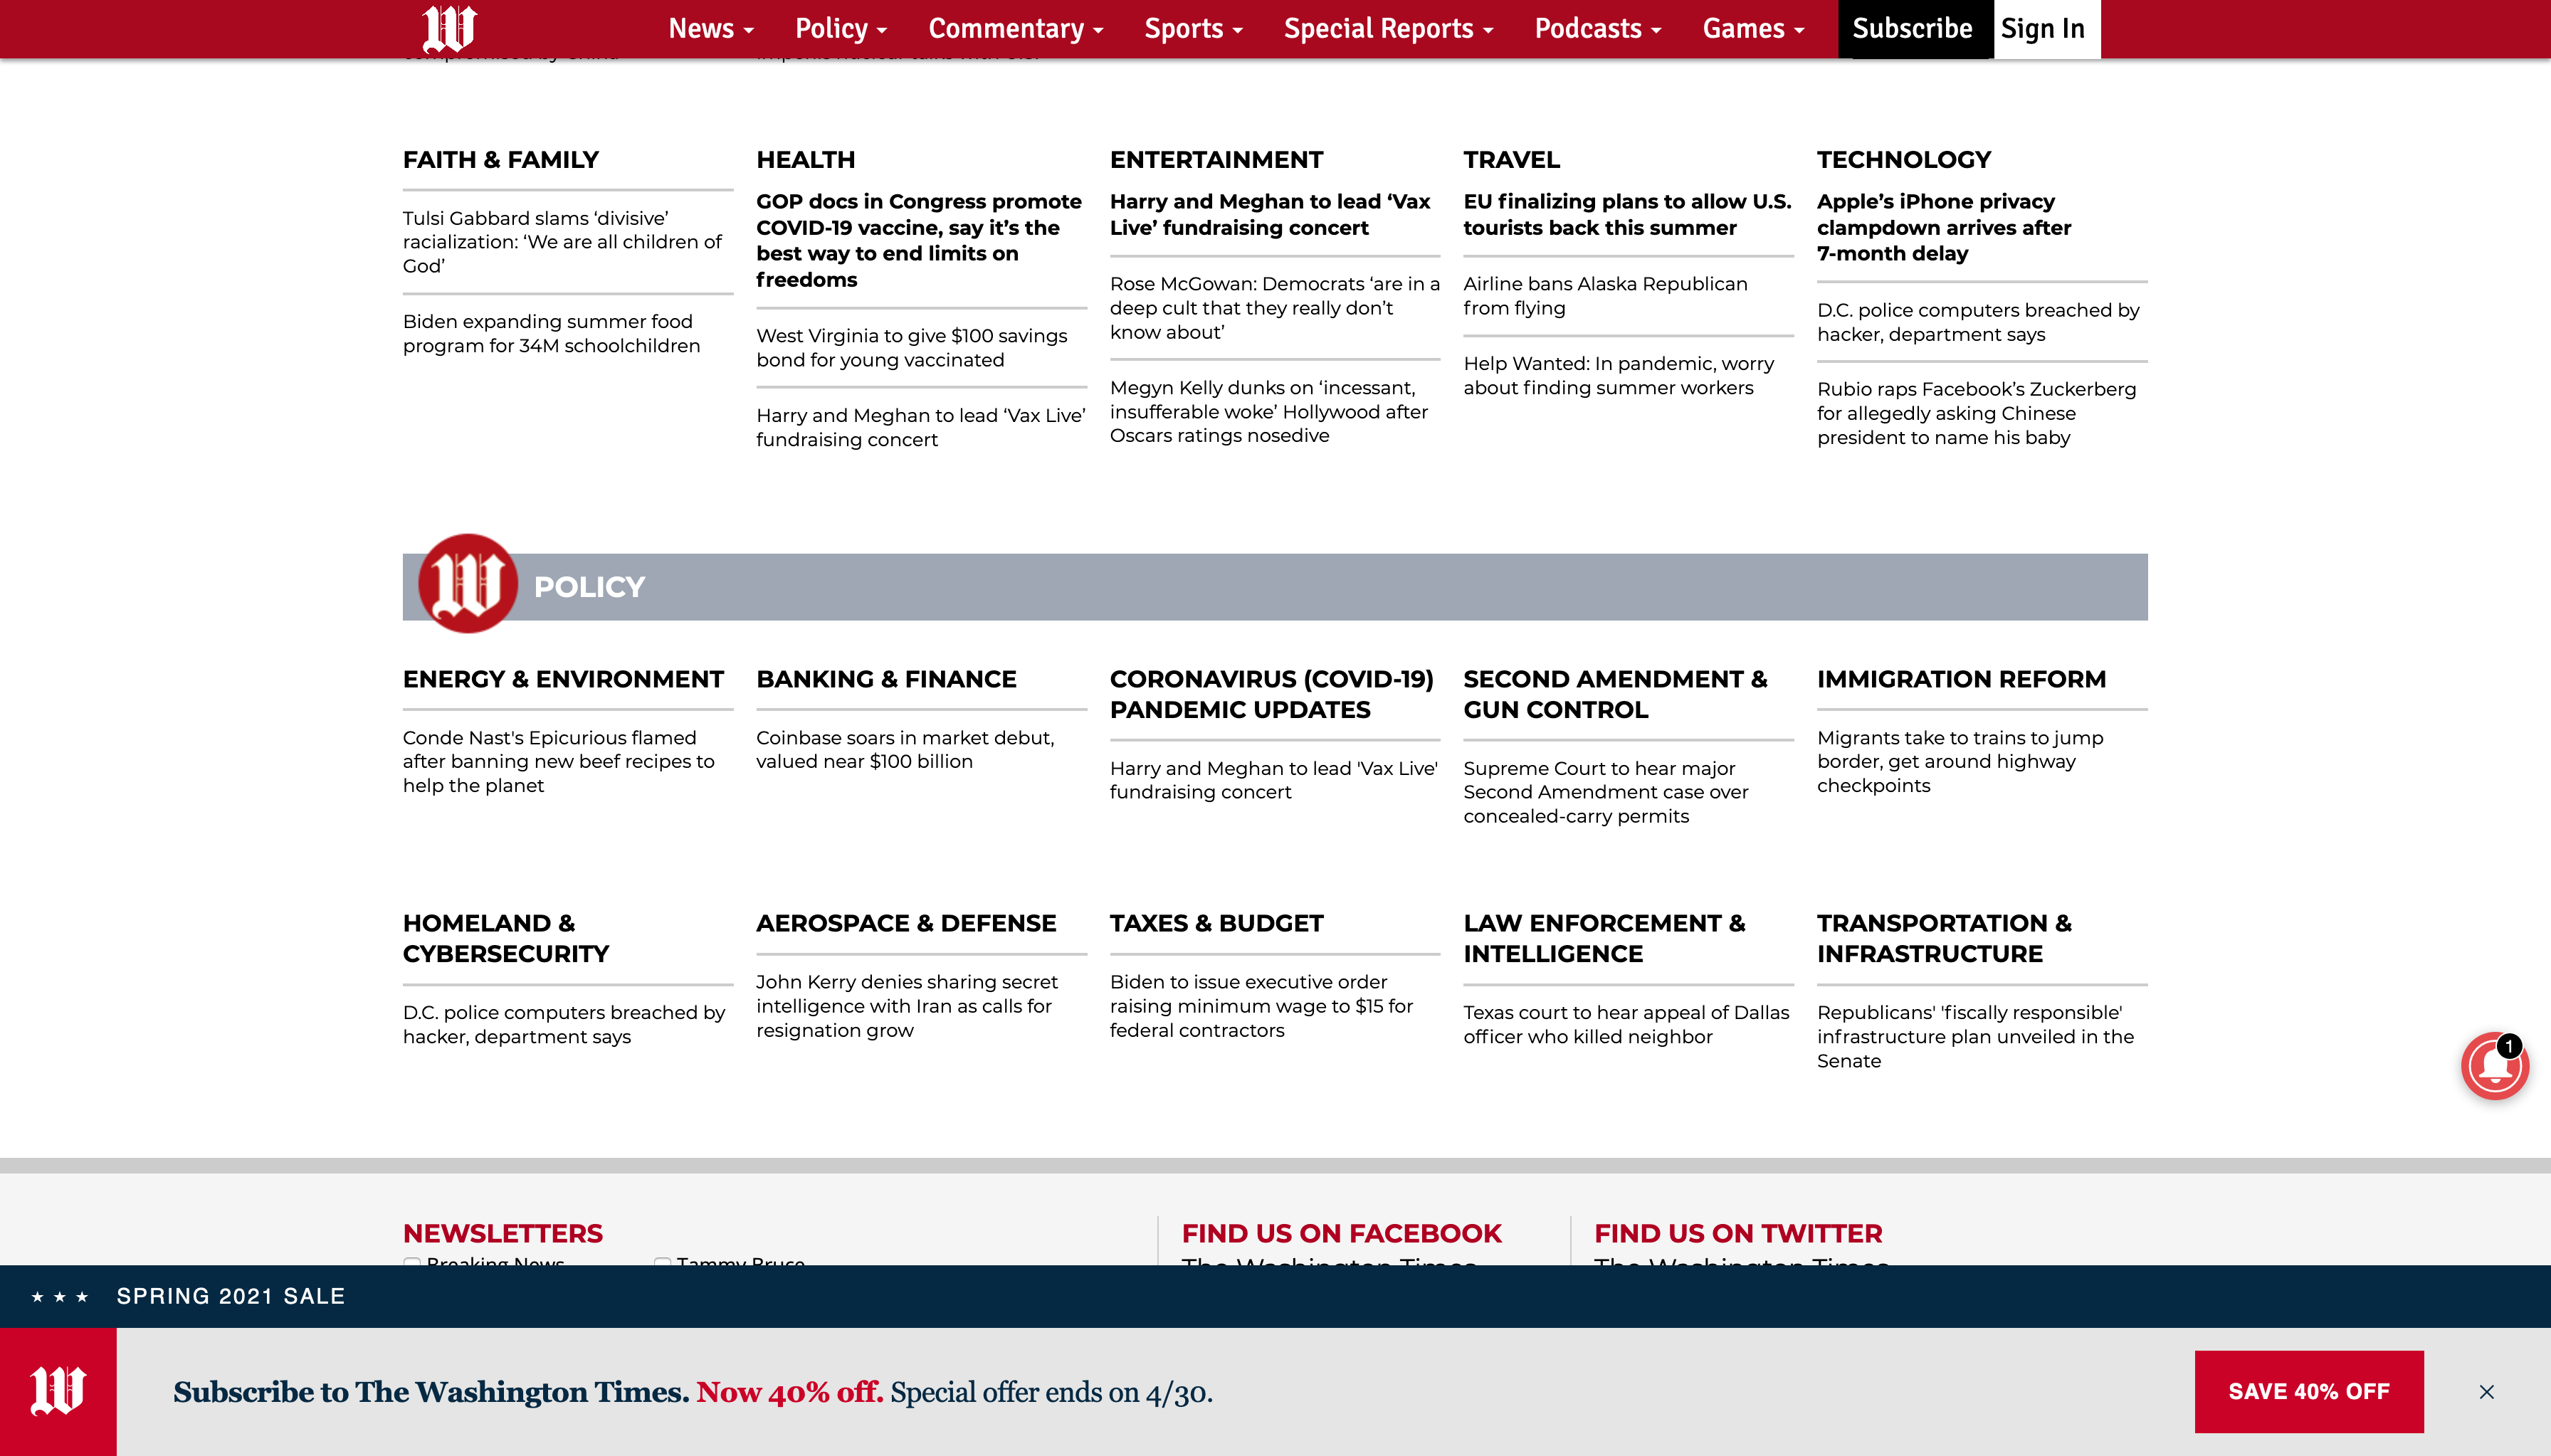 News
Policy
Commentary
Sports
Special Reports
Podcasts
Games
Subscribe
Sign In
FAITH & FAMILY
Tulsi Gabbard slams ‘divisive’
racialization: ‘We are all children of
God’
Biden expanding summer food
program for 34M schoolchildren
HEALTH
GOP docs in Congress promote
COVID-19 vaccine, say it’s the
best way to end limits on
freedoms
West Virginia to give $100 savings
bond for young vaccinated
Harry and Meghan to lead ‘Vax Live’
fundraising concert
ENTERTAINMENT
Harry and Meghan to lead ‘Vax
Live’ fundraising concert
Rose McGowan: Democrats ‘are in a
deep cult that they really don’t
know about’
Megyn Kelly dunks on ‘incessant,
insufferable woke’ Hollywood after
Oscars ratings nosedive
TRAVEL
EU finalizing plans to allow U.S.
tourists back this summer
Airline bans Alaska Republican
from flying
Help Wanted: In pandemic, worry
about finding summer workers
TECHNOLOGY
Apple’s iPhone privacy
clampdown arrives after
7-month delay
D.C. police computers breached by
hacker, department says
Rubio raps Facebook’s Zuckerberg
for allegedly asking Chinese
president to name his baby
W
POLICY
ENERGY & ENVIRONMENT
Conde Nast's Epicurious flamed
after banning new beef recipes to
help the planet
BANKING & FINANCE
Coinbase soars in market debut,
valued near $100 billion
CORONAVIRUS (COVID-19)
PANDEMIC UPDATES
Harry and Meghan to lead 'Vax Live'
fundraising concert
SECOND AMENDMENT &
GUN CONTROL
Supreme Court to hear major
Second Amendment case over
concealed-carry permits
IMMIGRATION REFORM
Migrants take to trains to jump
border, get around highway
checkpoints
HOMELAND &
CYBERSECURITY
D.C. police computers breached by
hacker, department says
AEROSPACE & DEFENSE
John Kerry denies sharing secret
intelligence with Iran as calls for
resignation grow
TAXES & BUDGET
Biden to issue executive order
raising minimum wage to $15 for
federal contractors
LAW ENFORCEMENT &
INTELLIGENCE
Texas court to hear appeal of Dallas
officer who killed neighbor
TRANSPORTATION &
INFRASTRUCTURE
Republicans' 'fiscally responsible'
infrastructure plan unveiled in the
Senate
1
NEWSLETTERS
Breaking News
Tammy Bruce
FIND US ON FACEBOOK
The Washington Times
FIND US ON TWITTER
The Washington Times
SPRING 2021 SALE
W
Subscribe to The Washington Times. Now 40% off. Special offer ends on 4/30.
SAVE 40% OFF